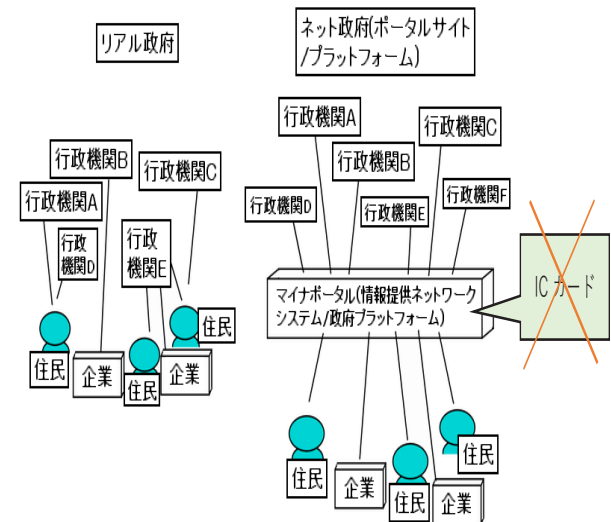 リアル政府
ネット政府(ポータルサイト
/プラットフォーム)
行政機関B
行政機関C
行政機関A
行政
機関D
行政
機関E
住民
企業
住民
企業
住民
行政機関A
行政機関C
行政機関B
行政機関D
行政機関E
行政機関F
マイナポータル(情報提供ネットワーク
システム/政府プラットフォーム)
ICカード
住民
企業
住民
企業
住民